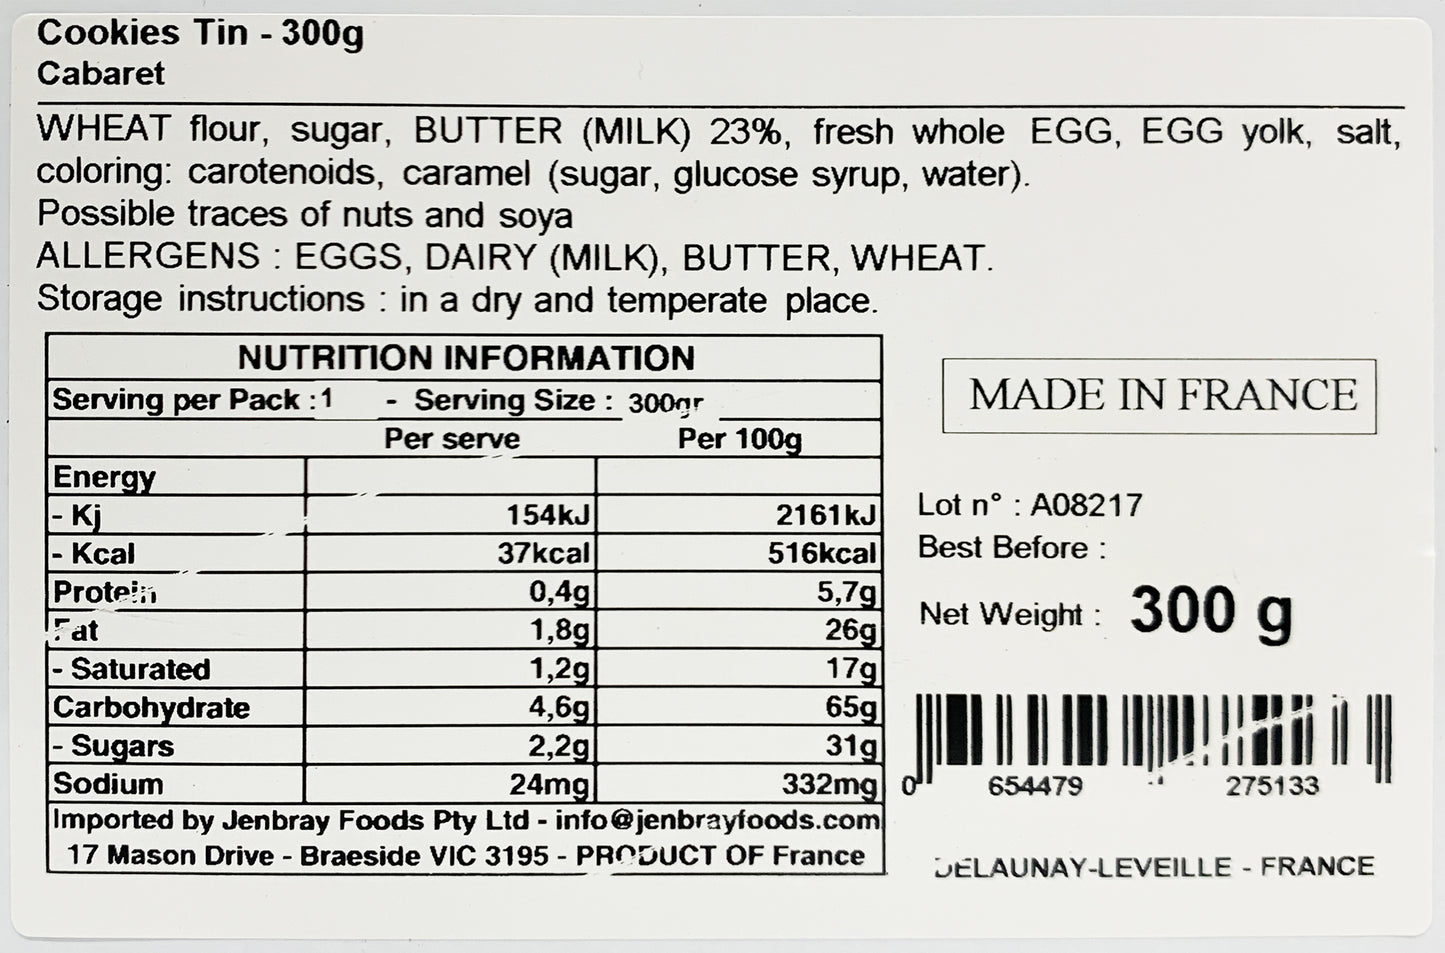 Cookies Tin - 300g
Cabaret
WHEAT flour, sugar, BUTTER (MILK) 23%, fresh whole EGG, EGG yolk, salt,
coloring: carotenoids, caramel (sugar, glucose syrup, water).
Possible traces of nuts and soya
ALLERGENS : EGGS, DAIRY (MILK), BUTTER, WHEAT.
Storage instructions : in a dry and temperate place.
NUTRITION INFORMATION
Serving per Pack :1 - Serving Size : 300gr
Per serve Per 100g
Energy
- Kj 154kJ 2161kJ
- Kcal 37kcal 516kcal
Protein 0,4g 5,7g
Fat 1,8g 26g
- Saturated 1,2g 17g
Carbohydrate 4,6g 65g
- Sugars 2,2g 31g
Sodium 24mg 332mg
Imported by Jenbray Foods Pty Ltd - info@jenbrayfoods.com
17 Mason Drive - Braeside VIC 3195 - PRODUCT OF France
MADE IN FRANCE
Lot n° : A08217
Best Before :
Net Weight : 300 g
0 654479 275133
DELAUNAY-LEVEILLE - FRANCE